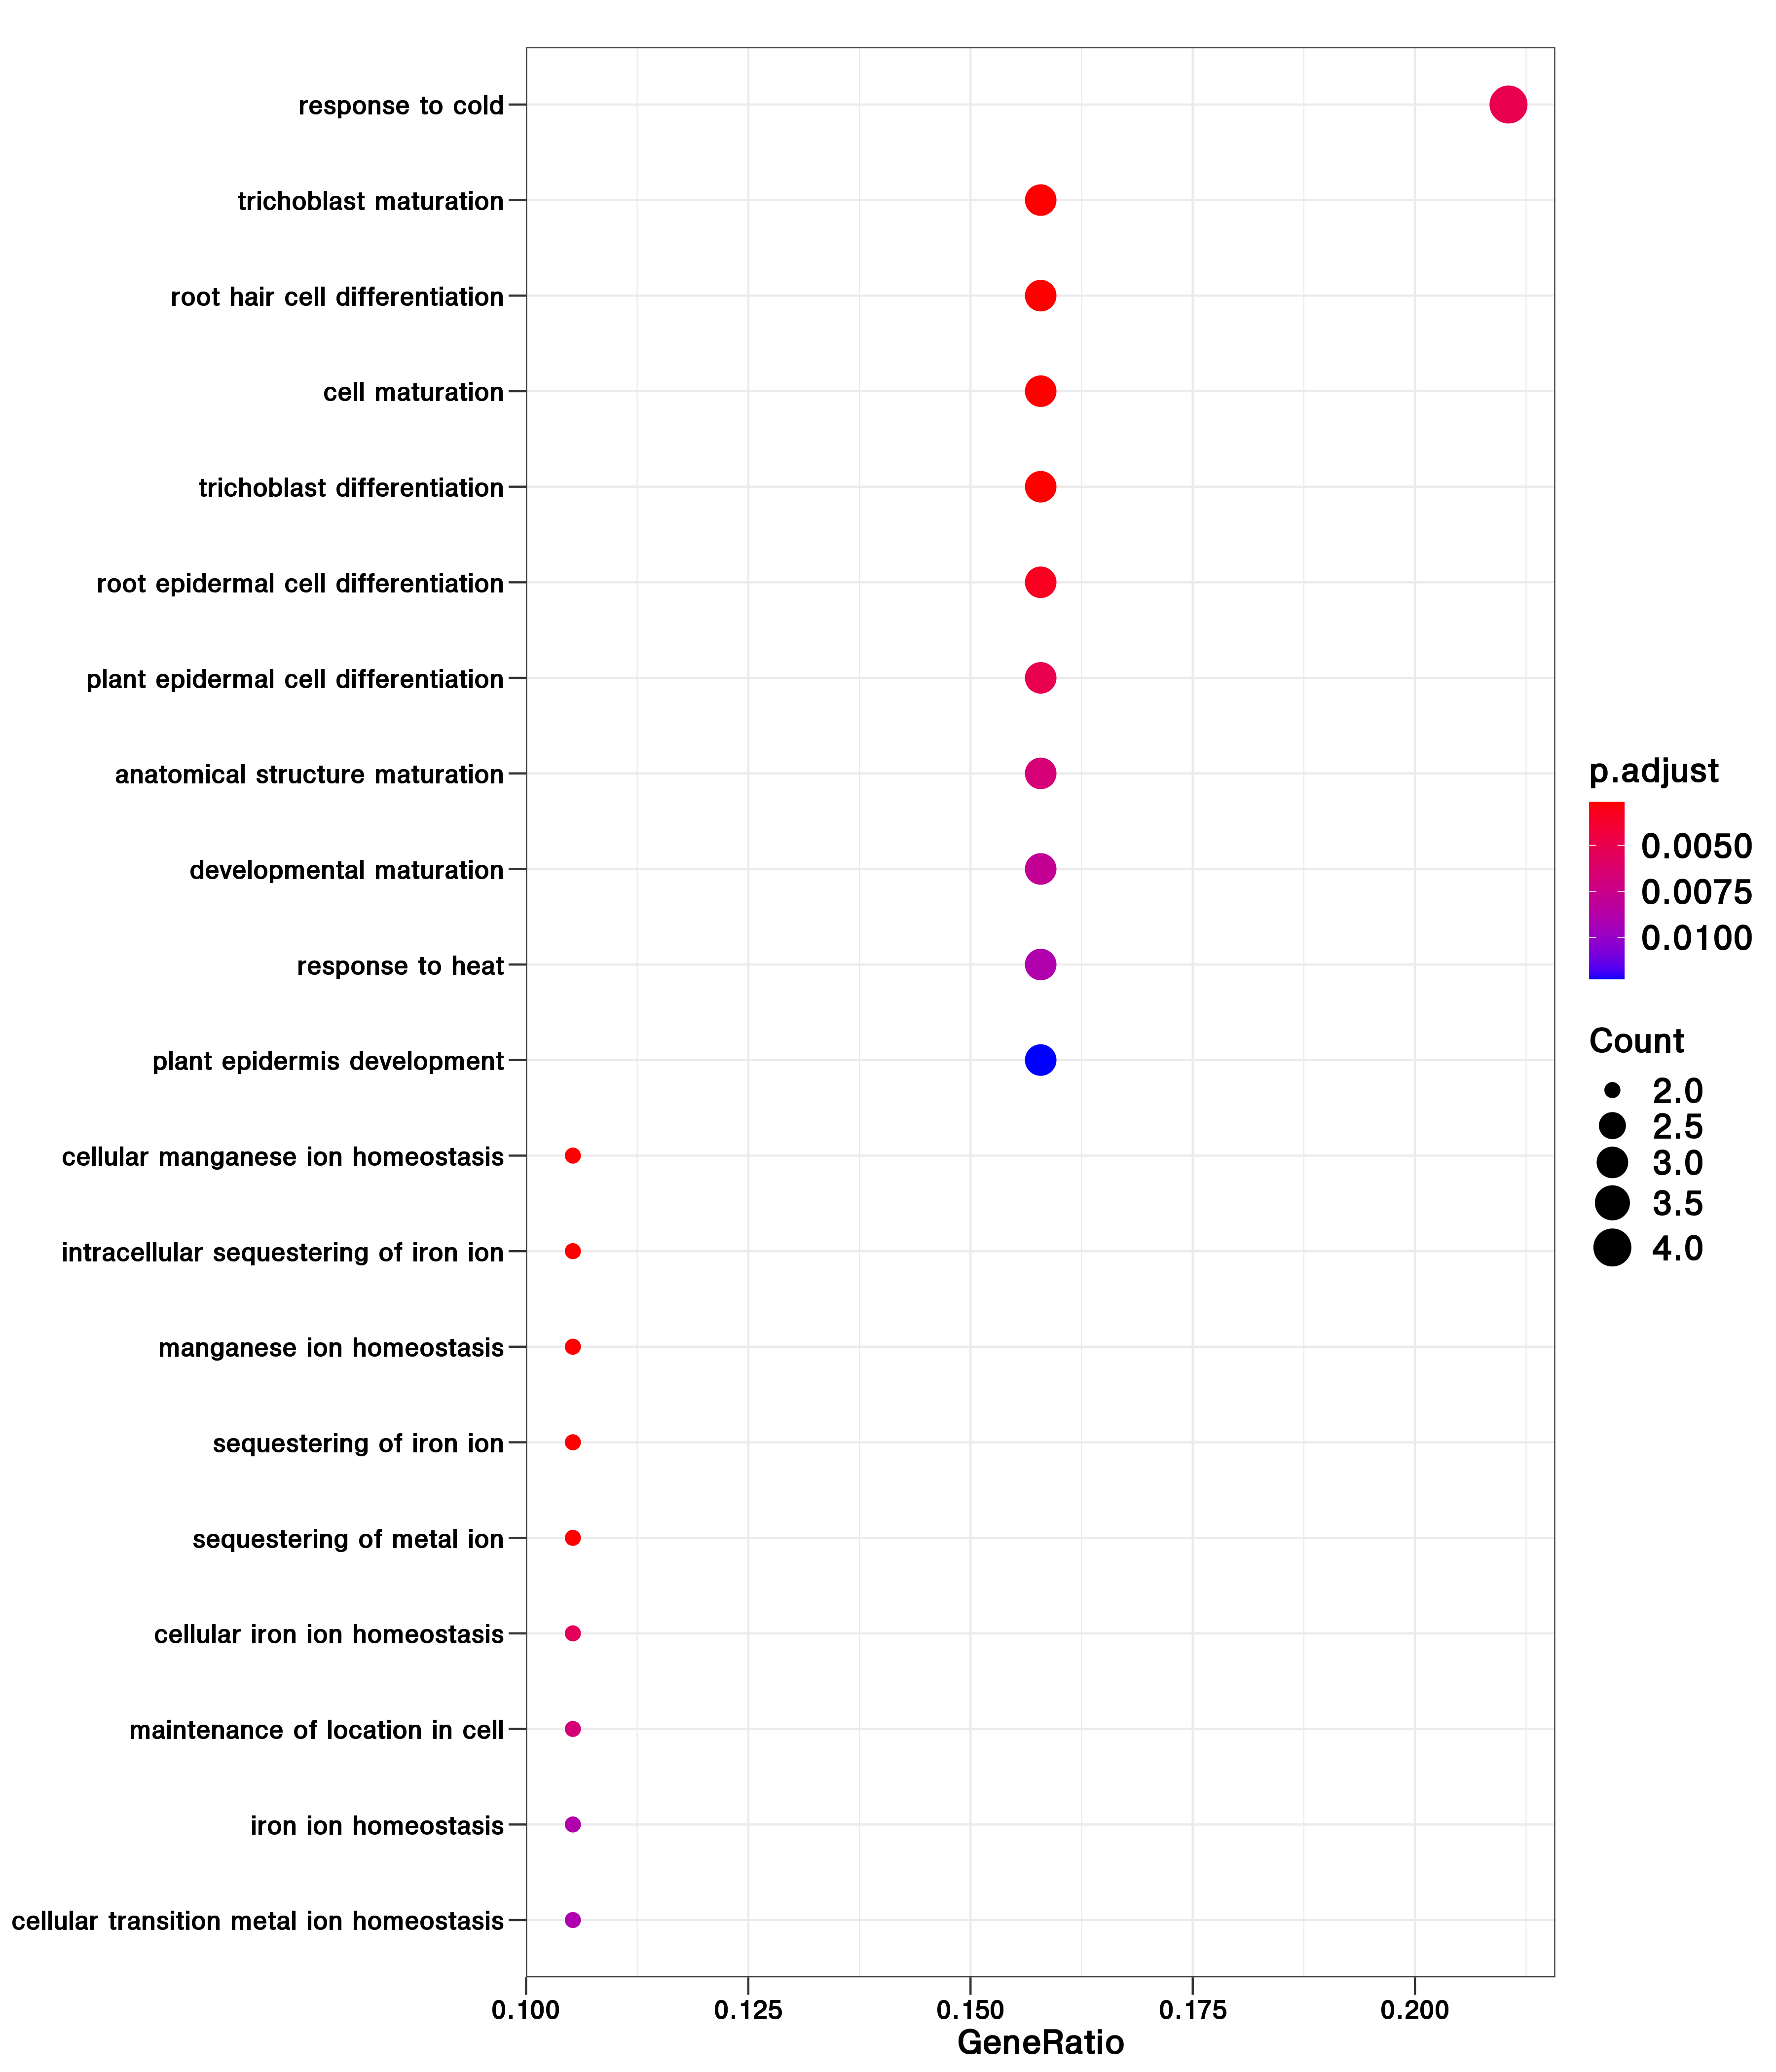 response to cold
trichoblast maturation
root hair cell differentiation
cell maturation
trichoblast differentiation
root epidermal cell differentiation
plant epidermal cell differentiation
anatomical structure maturation
developmental maturation
response to heat
plant epidermis development
cellular manganese ion homeostasis
intracellular sequestering of iron ion
manganese ion homeostasis
sequestering of iron ion
sequestering of metal ion
cellular iron ion homeostasis
maintenance of location in cell
iron ion homeostasis
cellular transition metal ion homeostasis
0.100 0.125 0.150 0.175 0.200
GeneRatio
p.adjust
0.0050
0.0075
0.0100
Count
2.0
2.5
3.0
3.5
4.0